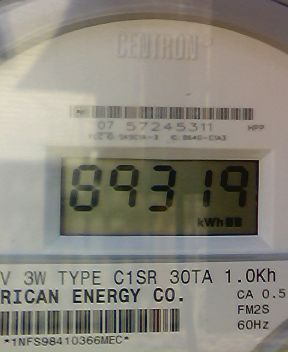 CENTRON
07 57245311 HPP
89319
kWh
V 3W TYPE C1SR 30TA 1.0Kh
RICAN ENERGY CO. CA 0.5
FM2S
60Hz
*1NFS98410366MEC*